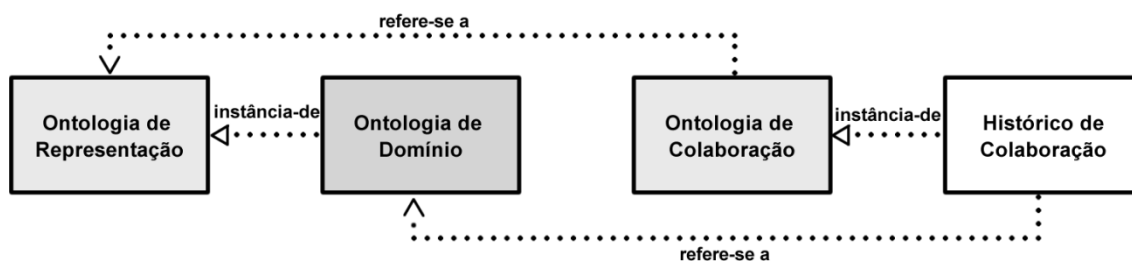 refere-se a
Ontologia de
Representação
instância-de
Ontologia de
Domínio
Ontologia de
Colaboração
instância-de
Histórico de
Colaboração
refere-se a